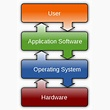 User
Application Software
Operating System
Hardware